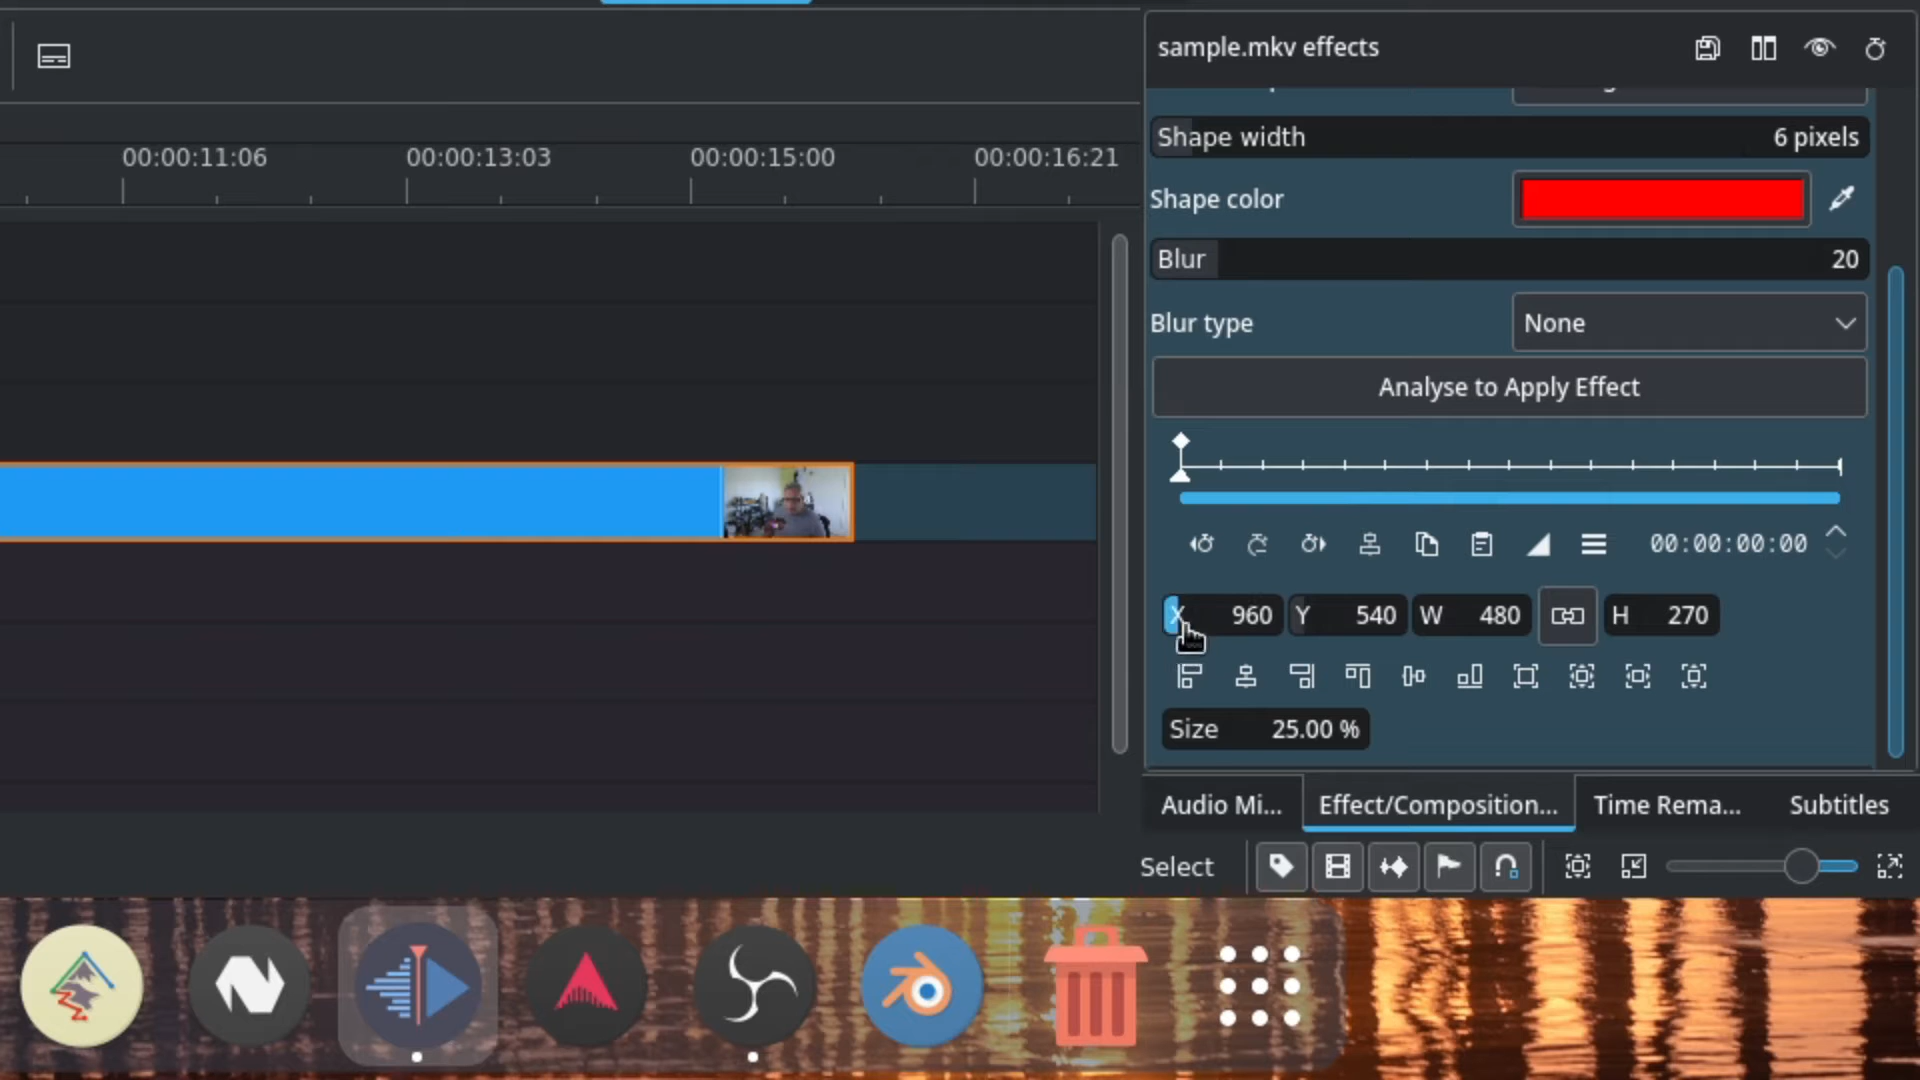 sample.mkv effects
00:00:11:06 00:00:13:03 00:00:15:00 00:00:16:21
Shape width 6 pixels
Shape color
Blur 20
Blur type None
Analyse to Apply Effect
00:00:00:00
X 960 Y 540 W 480 H 270
Size 25.00 %
Audio Mi... Effect/Composition... Time Rema... Subtitles
Select